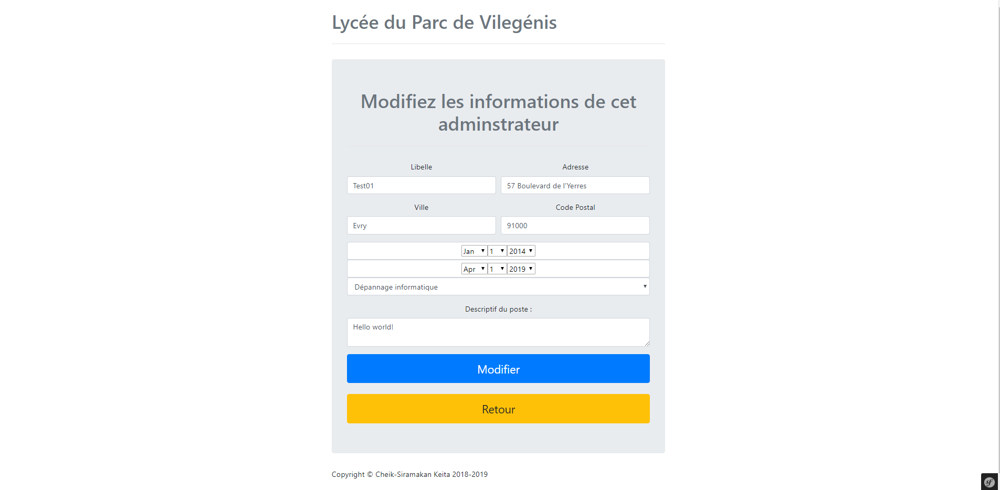 Lycée du Parc de Vilegénis
Modifiez les informations de cet
adminstrateur
Libelle Adresse
Test01 57 Boulevard de l'Yerres
Ville Code Postal
Evry 91000
Jan 1 2014
Apr 1 2019
Dépannage informatique
Descriptif du poste :
Hello world!
Modifier
Retour
Copyright © Cheik-Siramakan Keita 2018-2019
sf